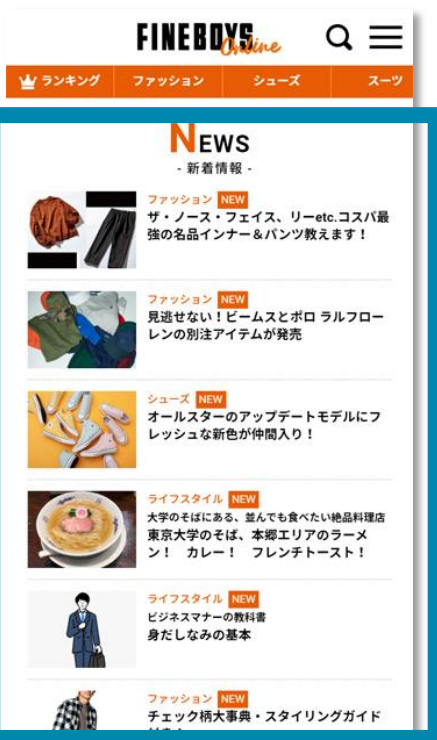 FINEBOYS Online
ランキング ファッション シューズ スーツ
NEWS
- 新着情報 -
ファッション NEW
ザ・ノース・フェイス、リーetc.コスパ最
強の名品インナー＆パンツ教えます！
ファッション NEW
見逃せない！ビームスとポロ ラルフロー
レンの別注アイテムが発売
シューズ NEW
オールスターのアップデートモデルにフ
レッシュな新色が仲間入り！
ライフスタイル NEW
大学のそばにある、並んでも食べたい絶品料理店
東京大学のそば、本郷エリアのラーメ
ン！　カレー！　フレンチトースト！
ライフスタイル NEW
ビジネスマナーの教科書
身だしなみの基本
ファッション NEW
チェック柄大事典・スタイリングガイド